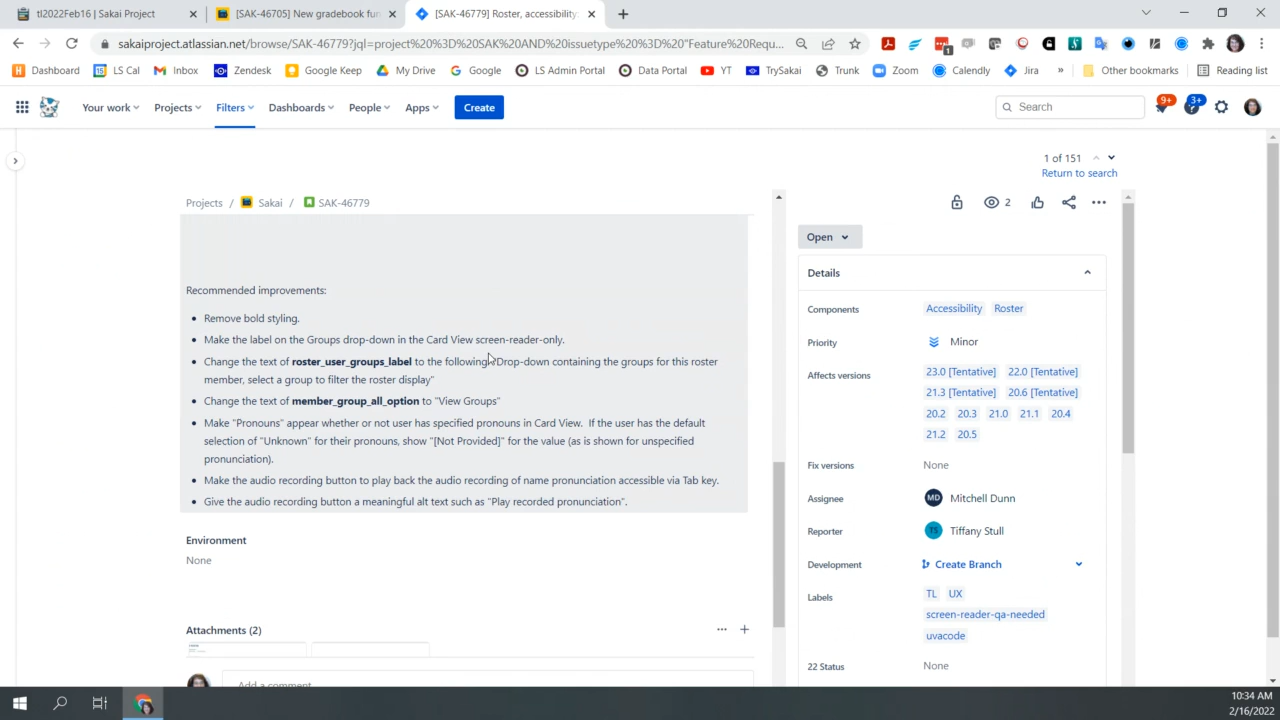 tl2022Feb16 | Sakai Project
[SAK-46705] New gradebook fun
[SAK-46779] Roster, accessibility:
sakaiproject.atlassian.net/browse/SAK-46779?jql=project%20%3D%20SAK%20AND%20issuetype%20%3D%20"Feature%20Requ...
1
Dashboard
LS Cal
Inbox
Zendesk
Google Keep
My Drive
Google
LS Admin Portal
Data Portal
YT
TrySakai
Trunk
Zoom
Calendly
Jira
»
Other bookmarks
Reading list
Your work
Projects
Filters
Dashboards
People
Apps
Create
Search
9+
3+
1 of 151
Return to search
Projects / Sakai / SAK-46779
2
Recommended improvements:
• Remove bold styling.
• Make the label on the Groups drop-down in the Card View screen-reader-only.
• Change the text of roster_user_groups_label to the following "Drop-down containing the groups for this roster
member, select a group to filter the roster display"
• Change the text of member_group_all_option to "View Groups"
• Make "Pronouns" appear whether or not user has specified pronouns in Card View. If the user has the default
selection of "Unknown" for their pronouns, show "[Not Provided]" for the value (as is shown for unspecified
pronunciation).
• Make the audio recording button to play back the audio recording of name pronunciation accessible via Tab key.
• Give the audio recording button a meaningful alt text such as "Play recorded pronunciation".
Environment
None
Attachments (2)
Add a comment
Open
Details
Components
Accessibility Roster
Priority
Minor
Affects versions
23.0 [Tentative] 22.0 [Tentative]
21.3 [Tentative] 20.6 [Tentative]
20.2 20.3 21.0 21.1 20.4
21.2 20.5
Fix versions
None
Assignee
MD Mitchell Dunn
Reporter
TS Tiffany Stull
Development
Create Branch
Labels
TL UX
screen-reader-qa-needed
uvacode
22 Status
None
10:34 AM
2/16/2022